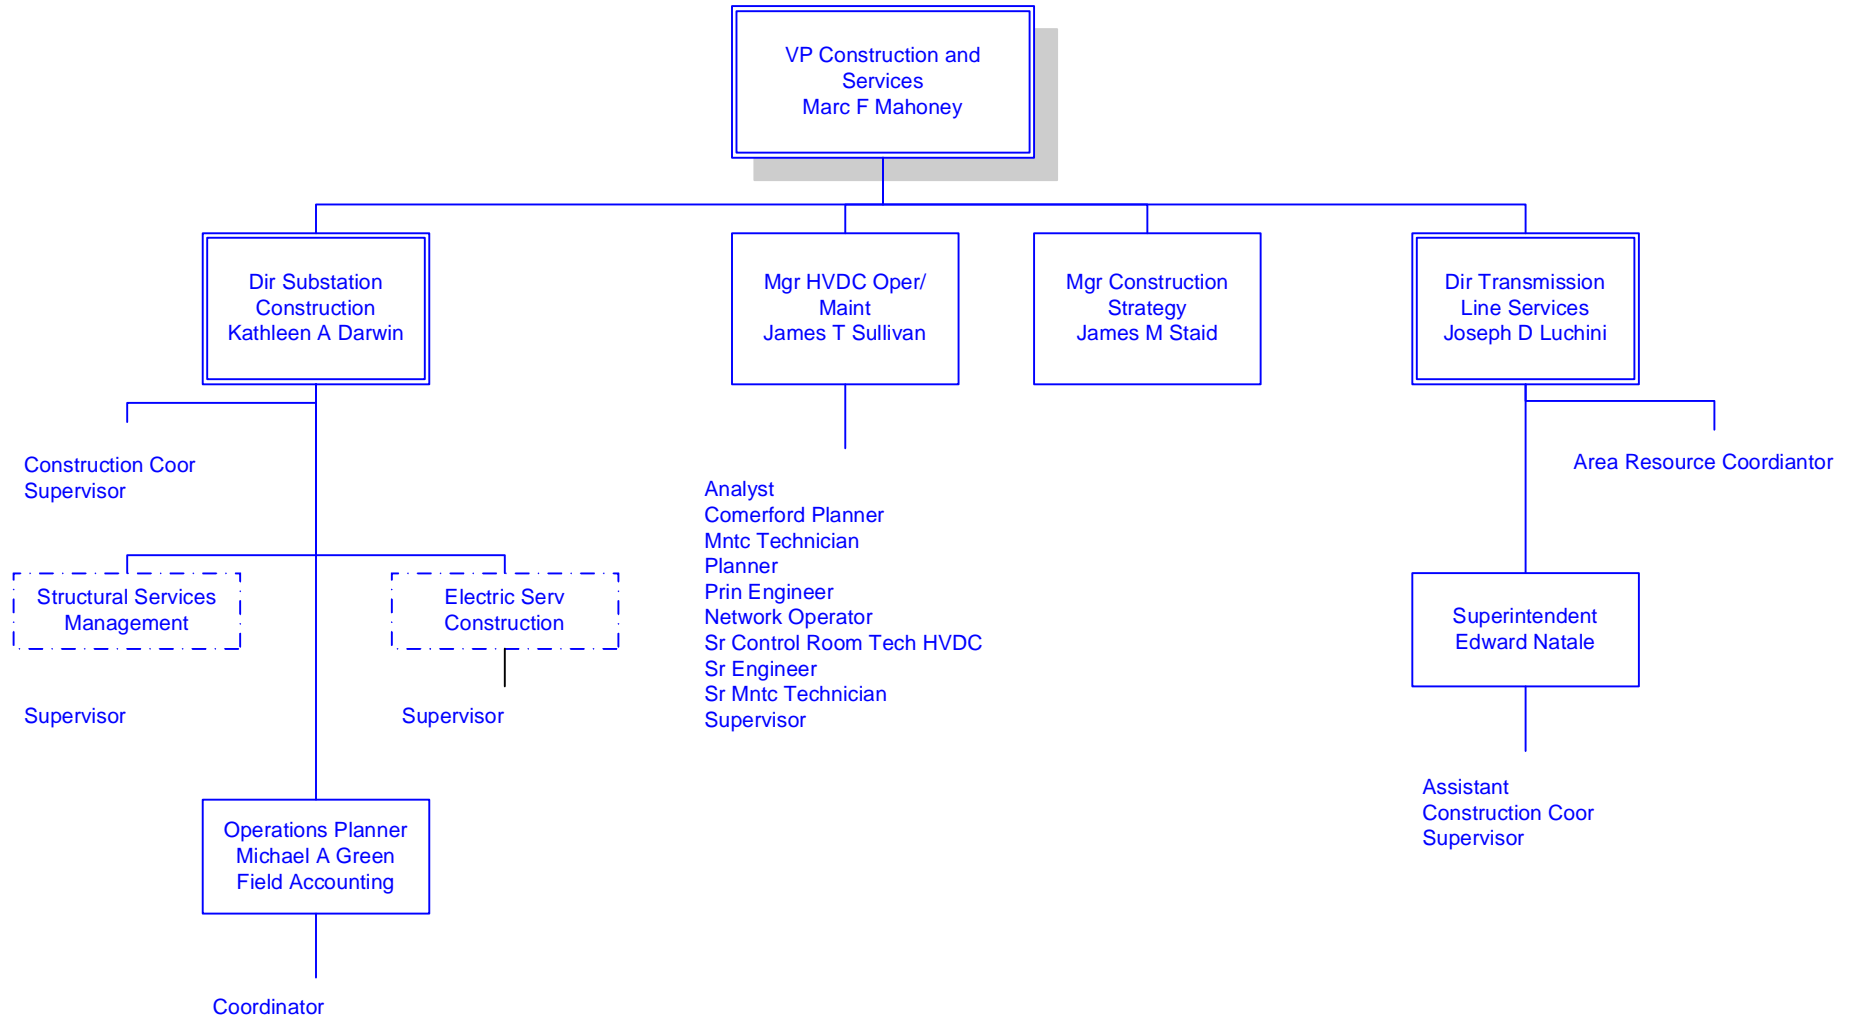 VP Construction and
Services
Marc F Mahoney
Dir Substation
Construction
Kathleen A Darwin
Mgr HVDC Oper/
Maint
James T Sullivan
Mgr Construction
Strategy
James M Staid
Dir Transmission
Line Services
Joseph D Luchini
Construction Coor
Supervisor
Area Resource Coordiantor
Analyst
Comerford Planner
Mntc Technician
Planner
Prin Engineer
Network Operator
Sr Control Room Tech HVDC
Sr Engineer
Sr Mntc Technician
Supervisor
Structural Services
Management
Electric Serv
Construction
Superintendent
Edward Natale
Supervisor
Supervisor
Assistant
Construction Coor
Supervisor
Operations Planner
Michael A Green
Field Accounting
Coordinator